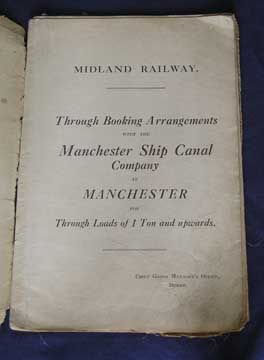 MIDLAND RAILWAY.
Through Booking Arrangements
WITH THE
Manchester Ship Canal
Company
AT
MANCHESTER
FOR
Through Loads of 1 Ton and upwards.
Chief Goods Manager's Office,
Derby.